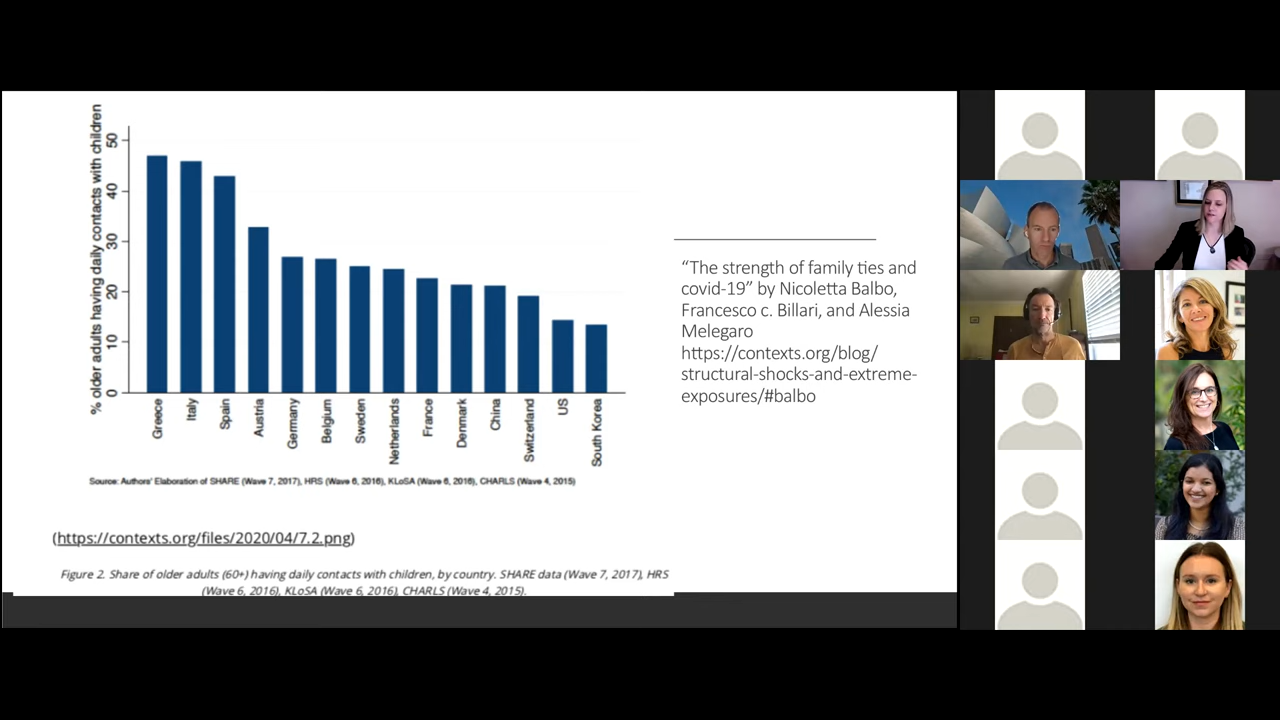 % older adults having daily contacts with children
50
40
30
20
10
0
Greece
Italy
Spain
Austria
Germany
Belgium
Sweden
Netherlands
France
Denmark
China
Switzerland
US
South Korea
Source: Authors' Elaboration of SHARE (Wave 7, 2017), HRS (Wave 6, 2016), KLoSA (Wave 6, 2016), CHARLS (Wave 4, 2015)
(https://contexts.org/files/2020/04/7.2.png)
Figure 2. Share of older adults (60+) having daily contacts with children, by country. SHARE data (Wave 7, 2017), HRS
(Wave 6, 2016), KLoSA (Wave 6, 2016), CHARLS (Wave 4, 2015).
“The strength of family ties and
covid-19” by Nicoletta Balbo,
Francesco c. Billari, and Alessia
Melegaro
https://contexts.org/blog/
structural-shocks-and-extreme-
exposures/#balbo